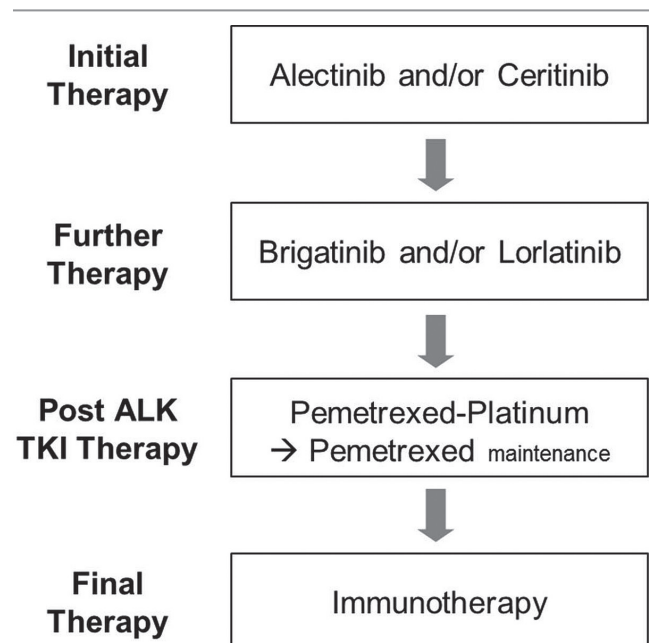 Initial
Therapy
Alectinib and/or Ceritinib
Further
Therapy
Brigatinib and/or Lorlatinib
Post ALK
TKI Therapy
Pemetrexed-Platinum
→ Pemetrexed maintenance
Final
Therapy
Immunotherapy